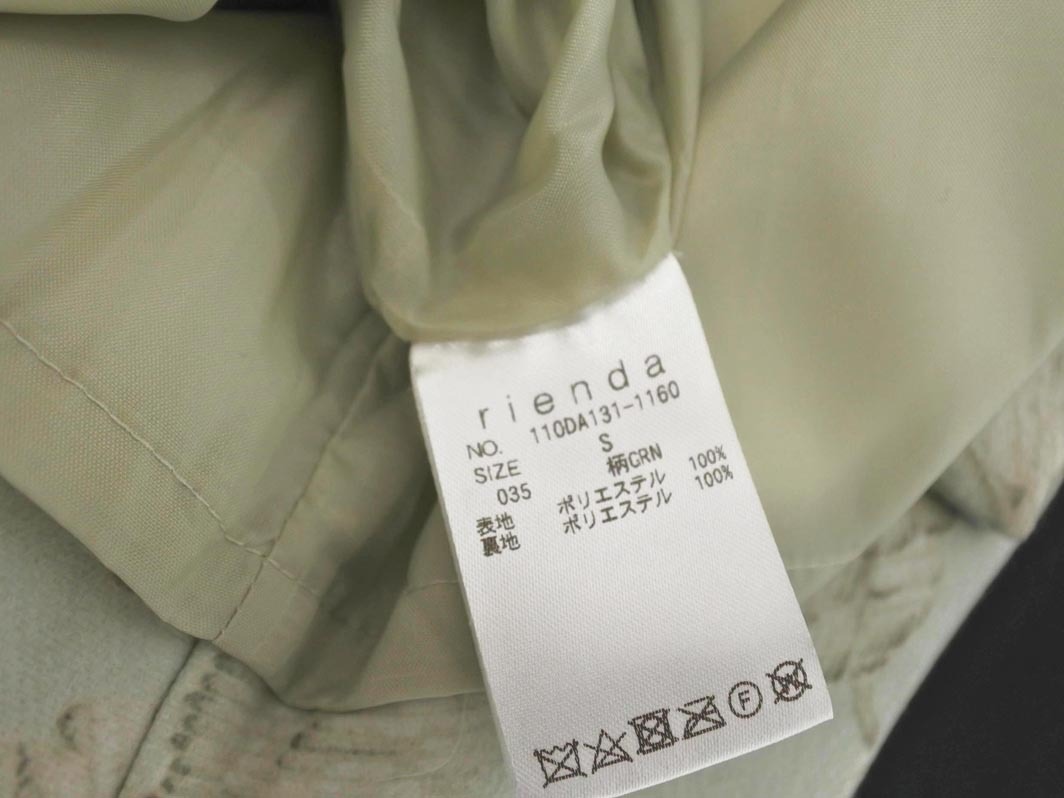 rienda
NO. 110DA131-1160
SIZE S
035 柄GRN
表地 ポリエステル 100%
裏地 ポリエステル 100%
F
W